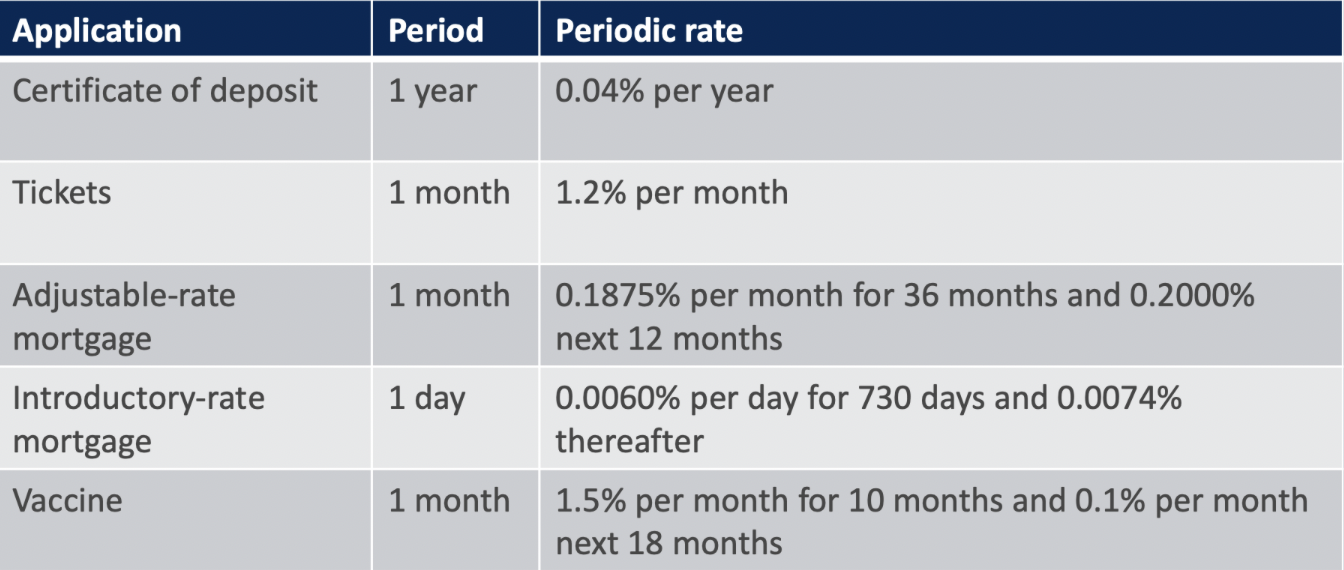 Application Period Periodic rate
Certificate of deposit 1 year 0.04% per year
Tickets 1 month 1.2% per month
Adjustable-rate mortgage 1 month 0.1875% per month for 36 months and 0.2000% next 12 months
Introductory-rate mortgage 1 day 0.0060% per day for 730 days and 0.0074% thereafter
Vaccine 1 month 1.5% per month for 10 months and 0.1% per month next 18 months